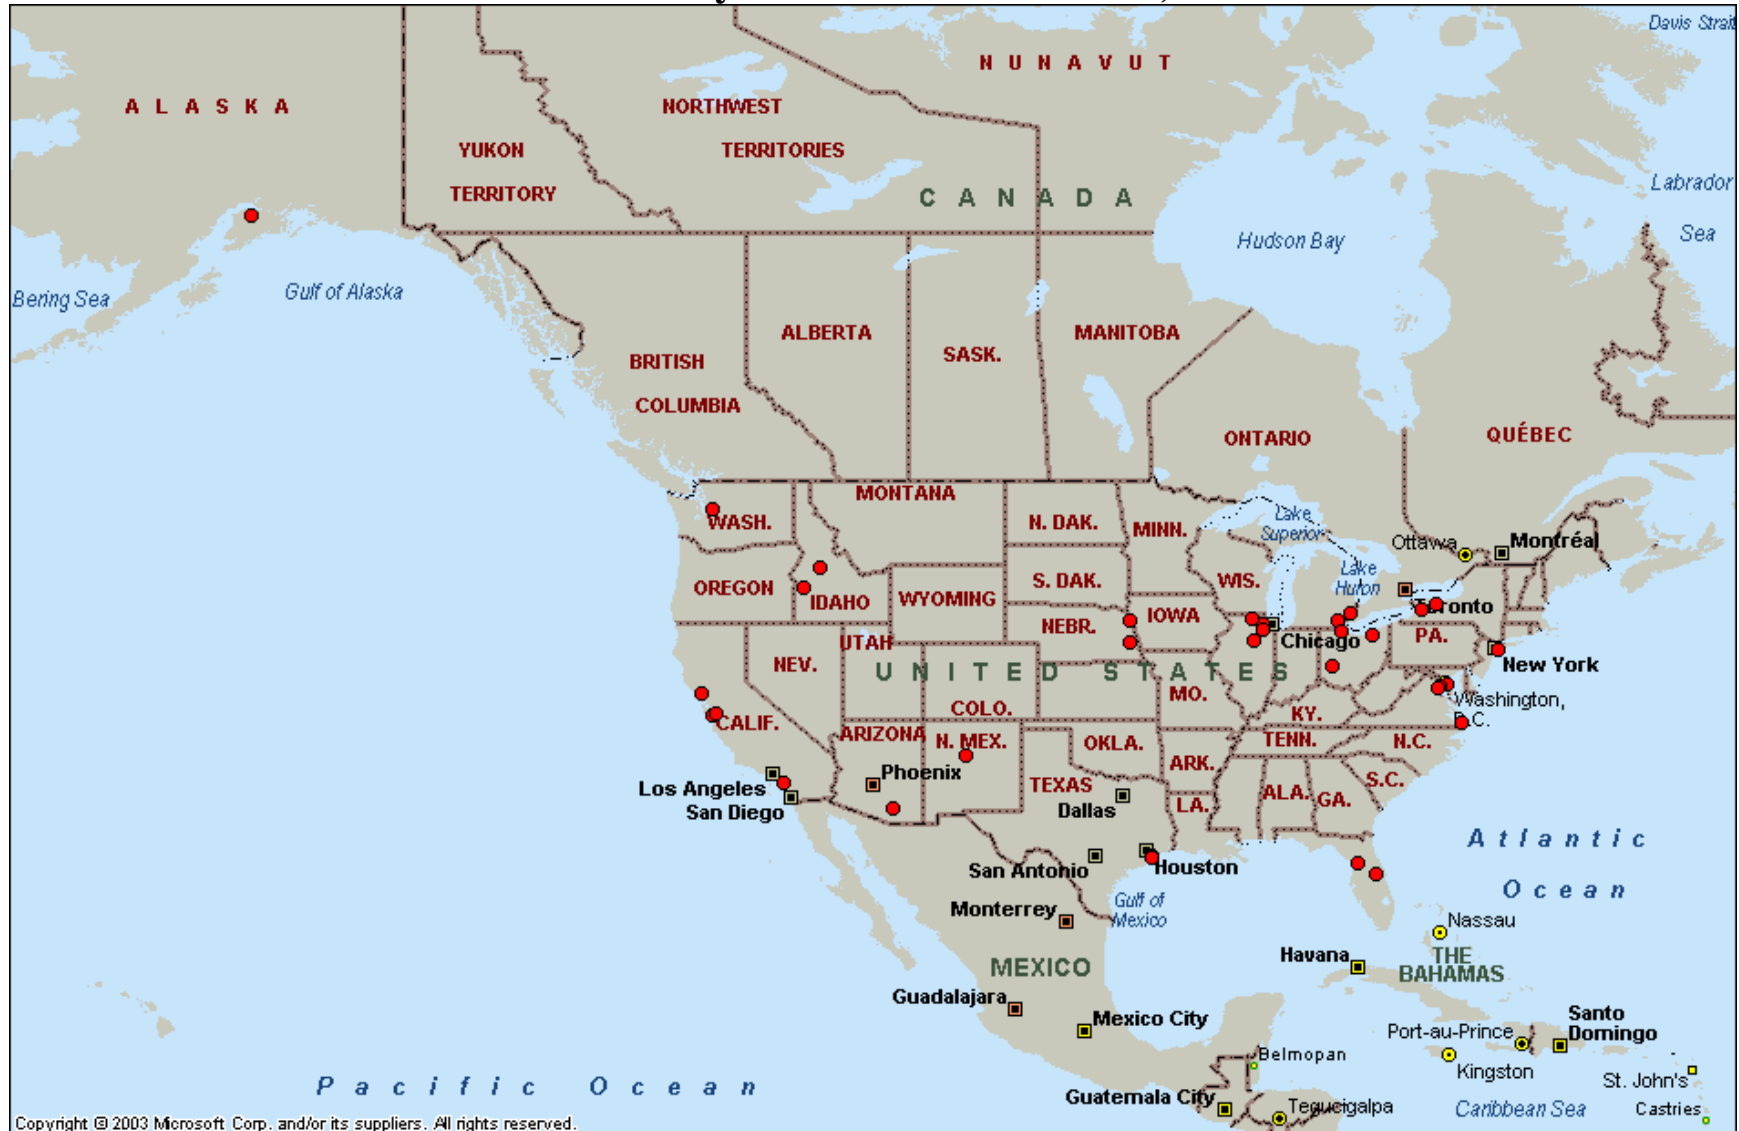 Davis Strait
NUNAVUT
ALASKA
NORTHWEST
TERRITORIES
YUKON
TERRITORY
CANADA
Labrador
Sea
Hudson Bay
Bering Sea
Gulf of Alaska
ALBERTA
MANITOBA
SASK.
BRITISH
COLUMBIA
ONTARIO
QUÉBEC
MONTANA
WASH.
N. DAK.
MINN.
Lake
Superior
Ottawa
Montréal
OREGON
IDAHO
WYOMING
S. DAK.
WIS.
Lake
Huron
Toronto
NEBR.
IOWA
Chicago
PA.
NEV.
UTAH
UNITED STATES
New York
COLO.
MO.
KY.
Washington,
D.C.
CALIF.
ARIZONA
N. MEX.
OKLA.
TENN.
N.C.
ARK.
Phoenix
Los Angeles
San Diego
TEXAS
Dallas
LA.
ALA.
GA.
S.C.
Atlantic
Ocean
San Antonio
Houston
Monterrey
Gulf of
Mexico
Nassau
THE
BAHAMAS
Havana
MEXICO
Guadalajara
Mexico City
Port-au-Prince
Santo
Domingo
Belmopan
Kingston
St. John's
Pacific Ocean
Guatemala City
Tegucigalpa
Caribbean Sea
Castries
Copyright © 2003 Microsoft Corp. and/or its suppliers. All rights reserved.